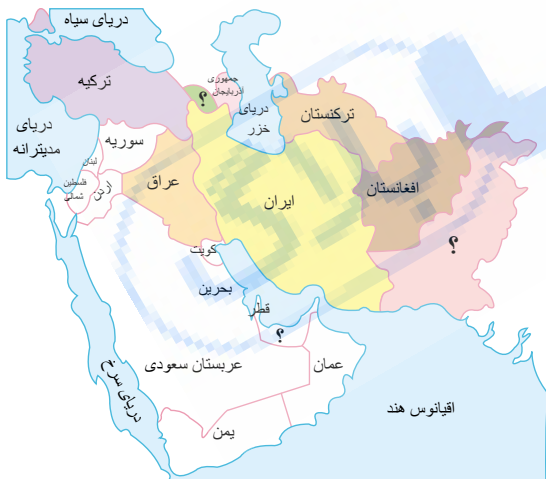 دریای سیاه
ترکیه
جمهوری
آذربایجان
؟
دریای
خزر
ترکنستان
دریای
مدیترانه
سوریه
لبنان
فلسطین
شمالی
اردن
عراق
ایران
افغانستان
؟
کویت
بحرین
قطر
؟
عربستان سعودی
عمان
دریای سرخ
یمن
اقیانوس هند